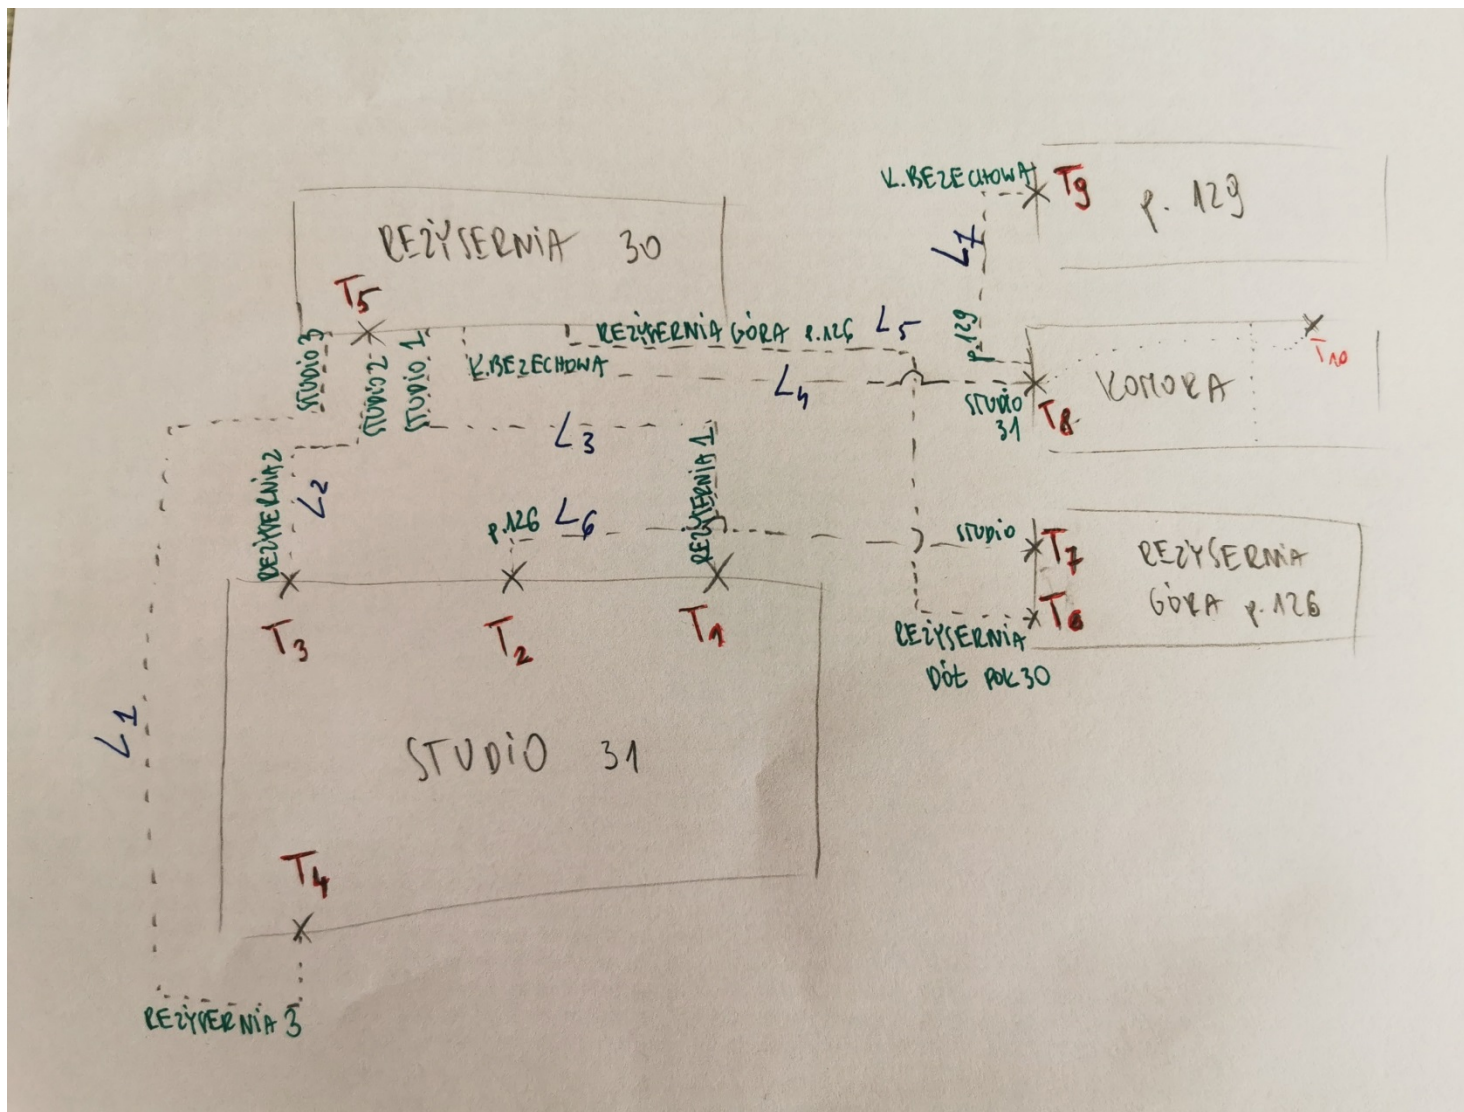 K.BEZECHOWA
T9
p. 129
REŻYSERNIA 30
L7
T5
REŻYSERNIA GÓRA p.126
L5
p.129
STUDIO 3
STUDIO 2
STUDIO 1
K.BEZECHOWA
L4
STUDIO
31
T8
KOMORA
T10
L3
REŻYSERNIA 2
L2
REŻYSERNIA 1
p.126
L6
STUDIO
T7
REŻYSERNIA
GÓRA p.126
T6
REŻYSERNIA
DÓŁ POK 30
T3
T2
T1
L1
STUDIO 31
T4
REŻYSERNIA 3